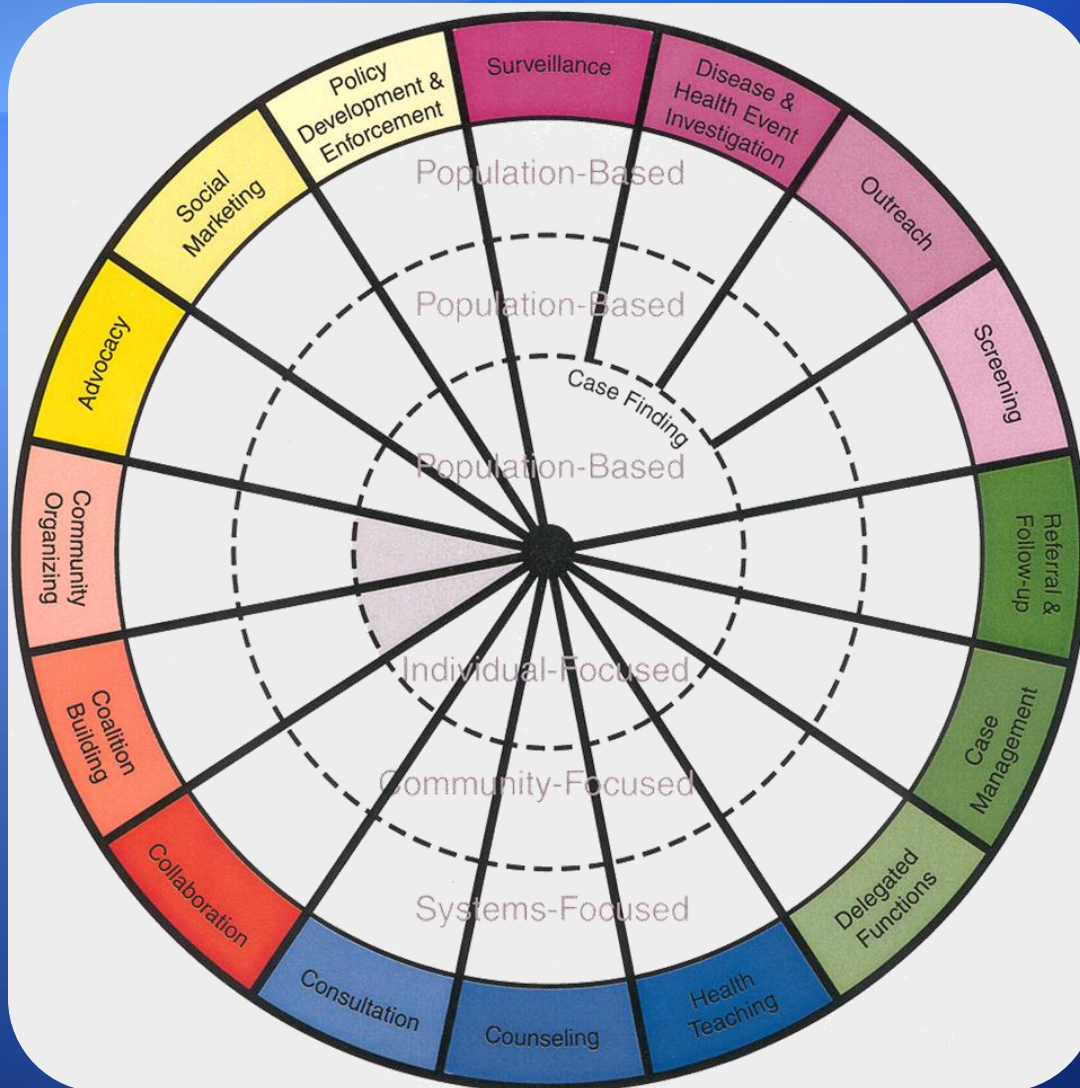 Surveillance
Disease &
Health Event
Investigation
Outreach
Screening
Referral &
Follow-up
Case
Management
Delegated
Functions
Health
Teaching
Counseling
Consultation
Collaboration
Coalition
Building
Community
Organizing
Advocacy
Social
Marketing
Policy
Development &
Enforcement
Population-Based
Population-Based
Case Finding
Population-Based
Individual-Focused
Community-Focused
Systems-Focused